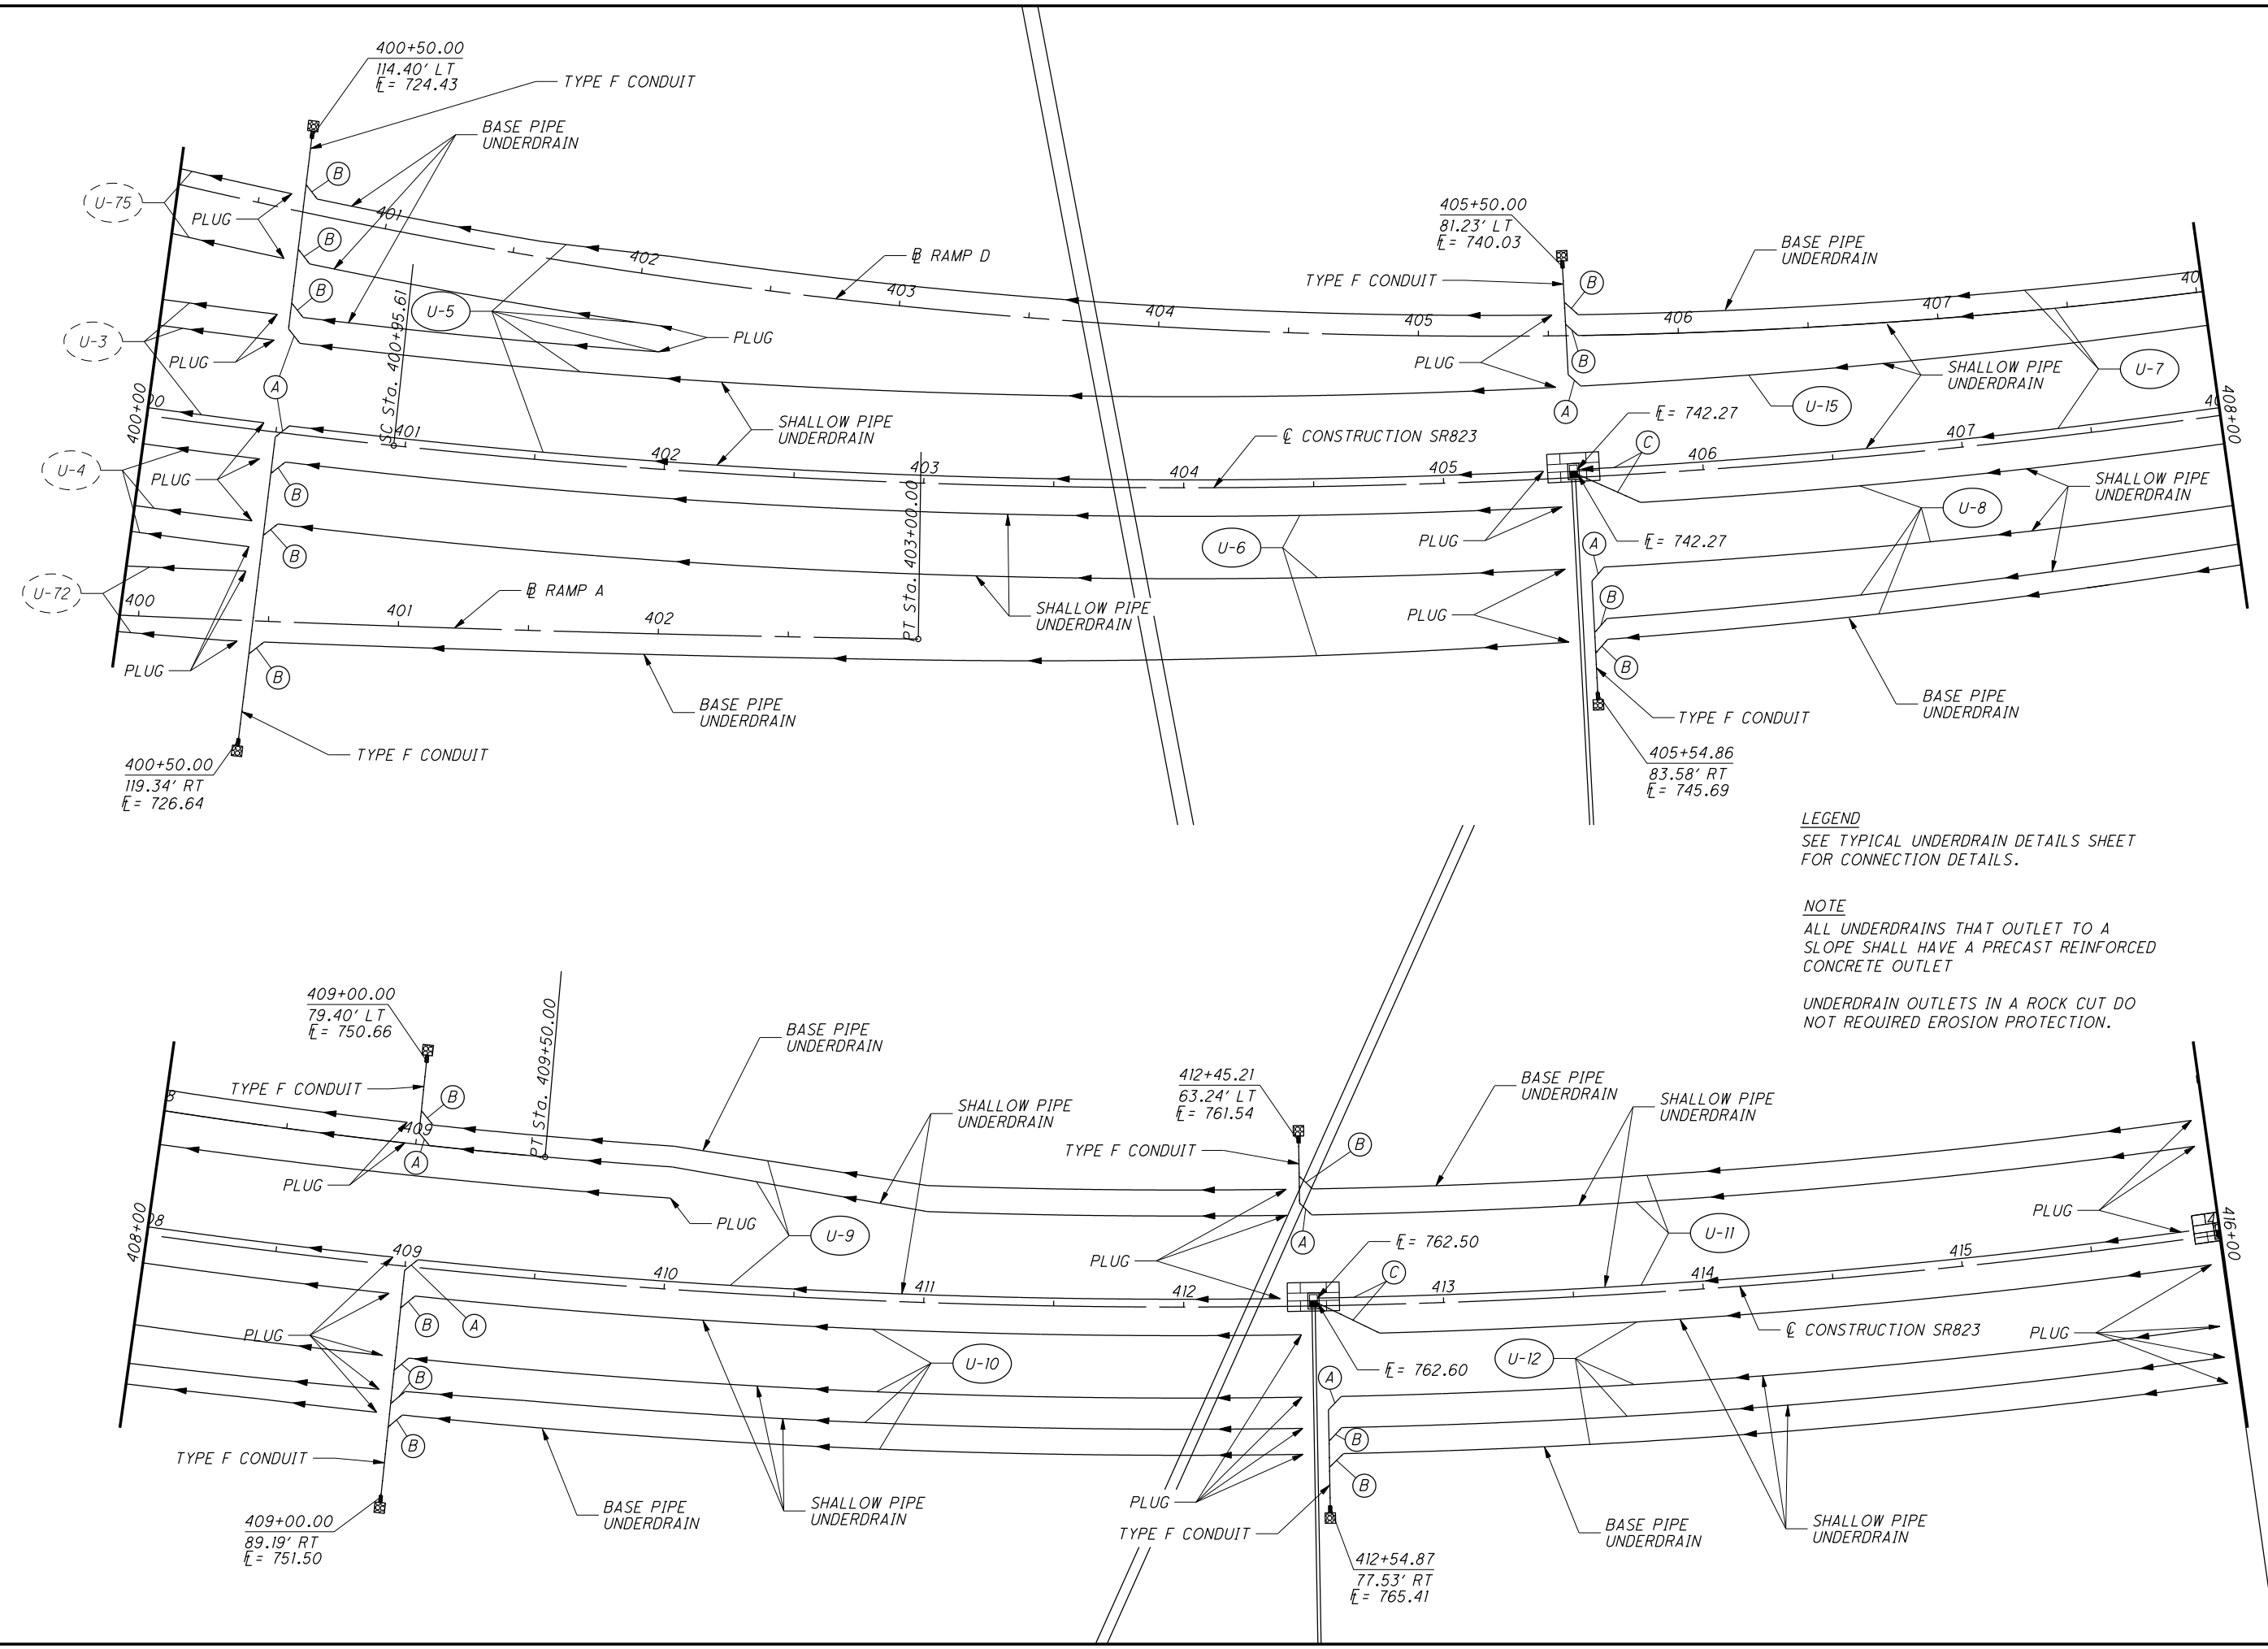 400+50.00
114.40' LT
℄= 724.43
TYPE F CONDUIT
BASE PIPE
UNDERDRAIN
B
U-75
PLUG
401
B
402
℄ RAMP D
403
B
U-5
SC Sta. 400+95.61
404
405
PLUG
U-3
PLUG
A
400+00
00
401
SHALLOW PIPE
UNDERDRAIN
402
403
404
405
℄ CONSTRUCTION SR823
U-4
PLUG
B
B
PT Sta. 403+00.00
U-6
U-72
400
401
402
℄ RAMP A
SHALLOW PIPE
UNDERDRAIN
PLUG
B
BASE PIPE
UNDERDRAIN
TYPE F CONDUIT
400+50.00
119.34' RT
℄= 726.64
405+50.00
81.23' LT
℄= 740.03
TYPE F CONDUIT
B
BASE PIPE
UNDERDRAIN
406
407
40
PLUG
B
SHALLOW PIPE
UNDERDRAIN
U-7
A
U-15
408+00
℄= 742.27
C
406
407
40
SHALLOW PIPE
UNDERDRAIN
PLUG
A
℄= 742.27
U-8
PLUG
B
B
BASE PIPE
UNDERDRAIN
TYPE F CONDUIT
405+54.86
83.58' RT
℄= 745.69
LEGEND
SEE TYPICAL UNDERDRAIN DETAILS SHEET
FOR CONNECTION DETAILS.
NOTE
ALL UNDERDRAINS THAT OUTLET TO A
SLOPE SHALL HAVE A PRECAST REINFORCED
CONCRETE OUTLET
UNDERDRAIN OUTLETS IN A ROCK CUT DO
NOT REQUIRED EROSION PROTECTION.
409+00.00
79.40' LT
℄= 750.66
TYPE F CONDUIT
B
8
409
A
PLUG
PT Sta. 409+50.00
BASE PIPE
UNDERDRAIN
SHALLOW PIPE
UNDERDRAIN
PLUG
U-9
408+00
08
409
410
411
412
413
414
415
PLUG
B
A
B
B
U-10
TYPE F CONDUIT
409+00.00
89.19' RT
℄= 751.50
BASE PIPE
UNDERDRAIN
SHALLOW PIPE
UNDERDRAIN
412+45.21
63.24' LT
℄= 761.54
TYPE F CONDUIT
B
BASE PIPE
UNDERDRAIN
SHALLOW PIPE
UNDERDRAIN
PLUG
A
℄= 762.50
C
U-11
PLUG
416+00
℄ CONSTRUCTION SR823
PLUG
℄= 762.60
U-12
A
B
B
PLUG
TYPE F CONDUIT
BASE PIPE
UNDERDRAIN
SHALLOW PIPE
UNDERDRAIN
412+54.87
77.53' RT
℄= 765.41